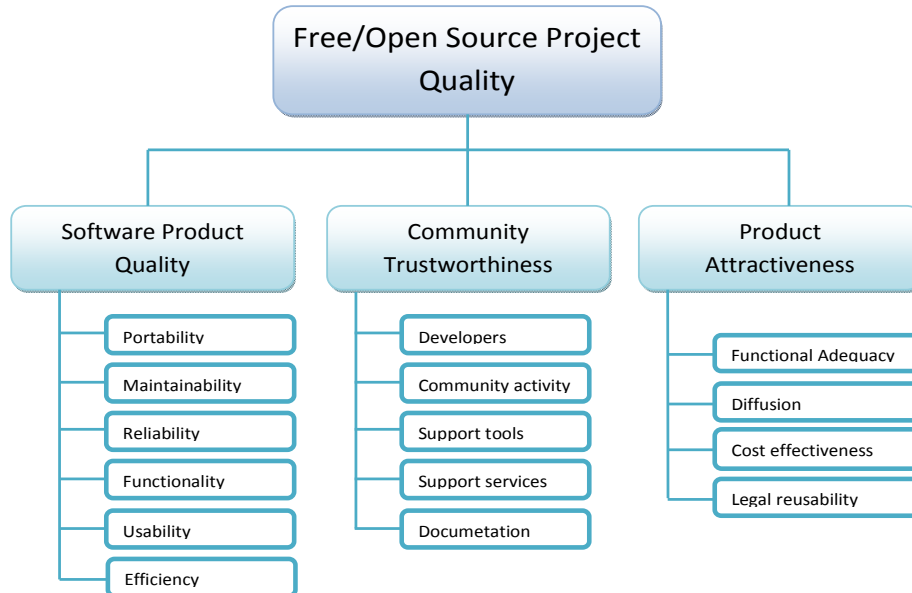 Free/Open Source Project
Quality
Software Product
Quality
Portability
Maintainability
Reliability
Functionality
Usability
Efficiency
Community
Trustworthiness
Developers
Community activity
Support tools
Support services
Documetation
Product
Attractiveness
Functional Adequacy
Diffusion
Cost effectiveness
Legal reusability